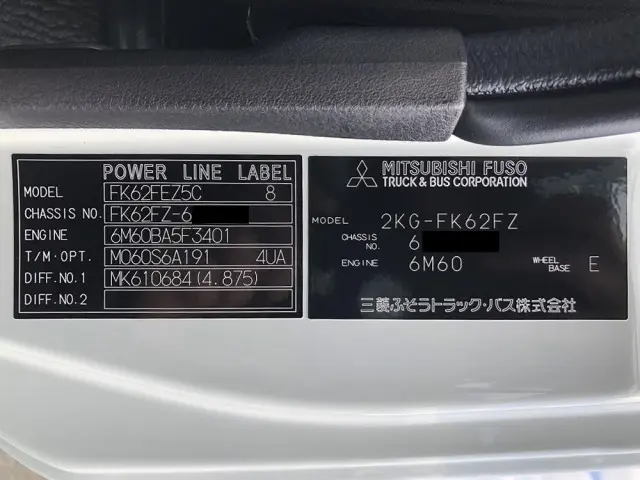 POWER LINE LABEL
MODEL FK62FEZ5C 8
CHASSIS NO. FK62FZ-6
ENGINE 6M60BA5F3401
T/M·OPT. M060S6A191 4UA
DIFF.NO.1 MK610684(4.875)
DIFF.NO.2
MITSUBISHI FUSO
TRUCK & BUS CORPORATION
MODEL 2KG-FK62FZ
CHASSIS NO. 6
ENGINE 6M60 WHEEL BASE E
三菱ふそうトラック・バス株式会社